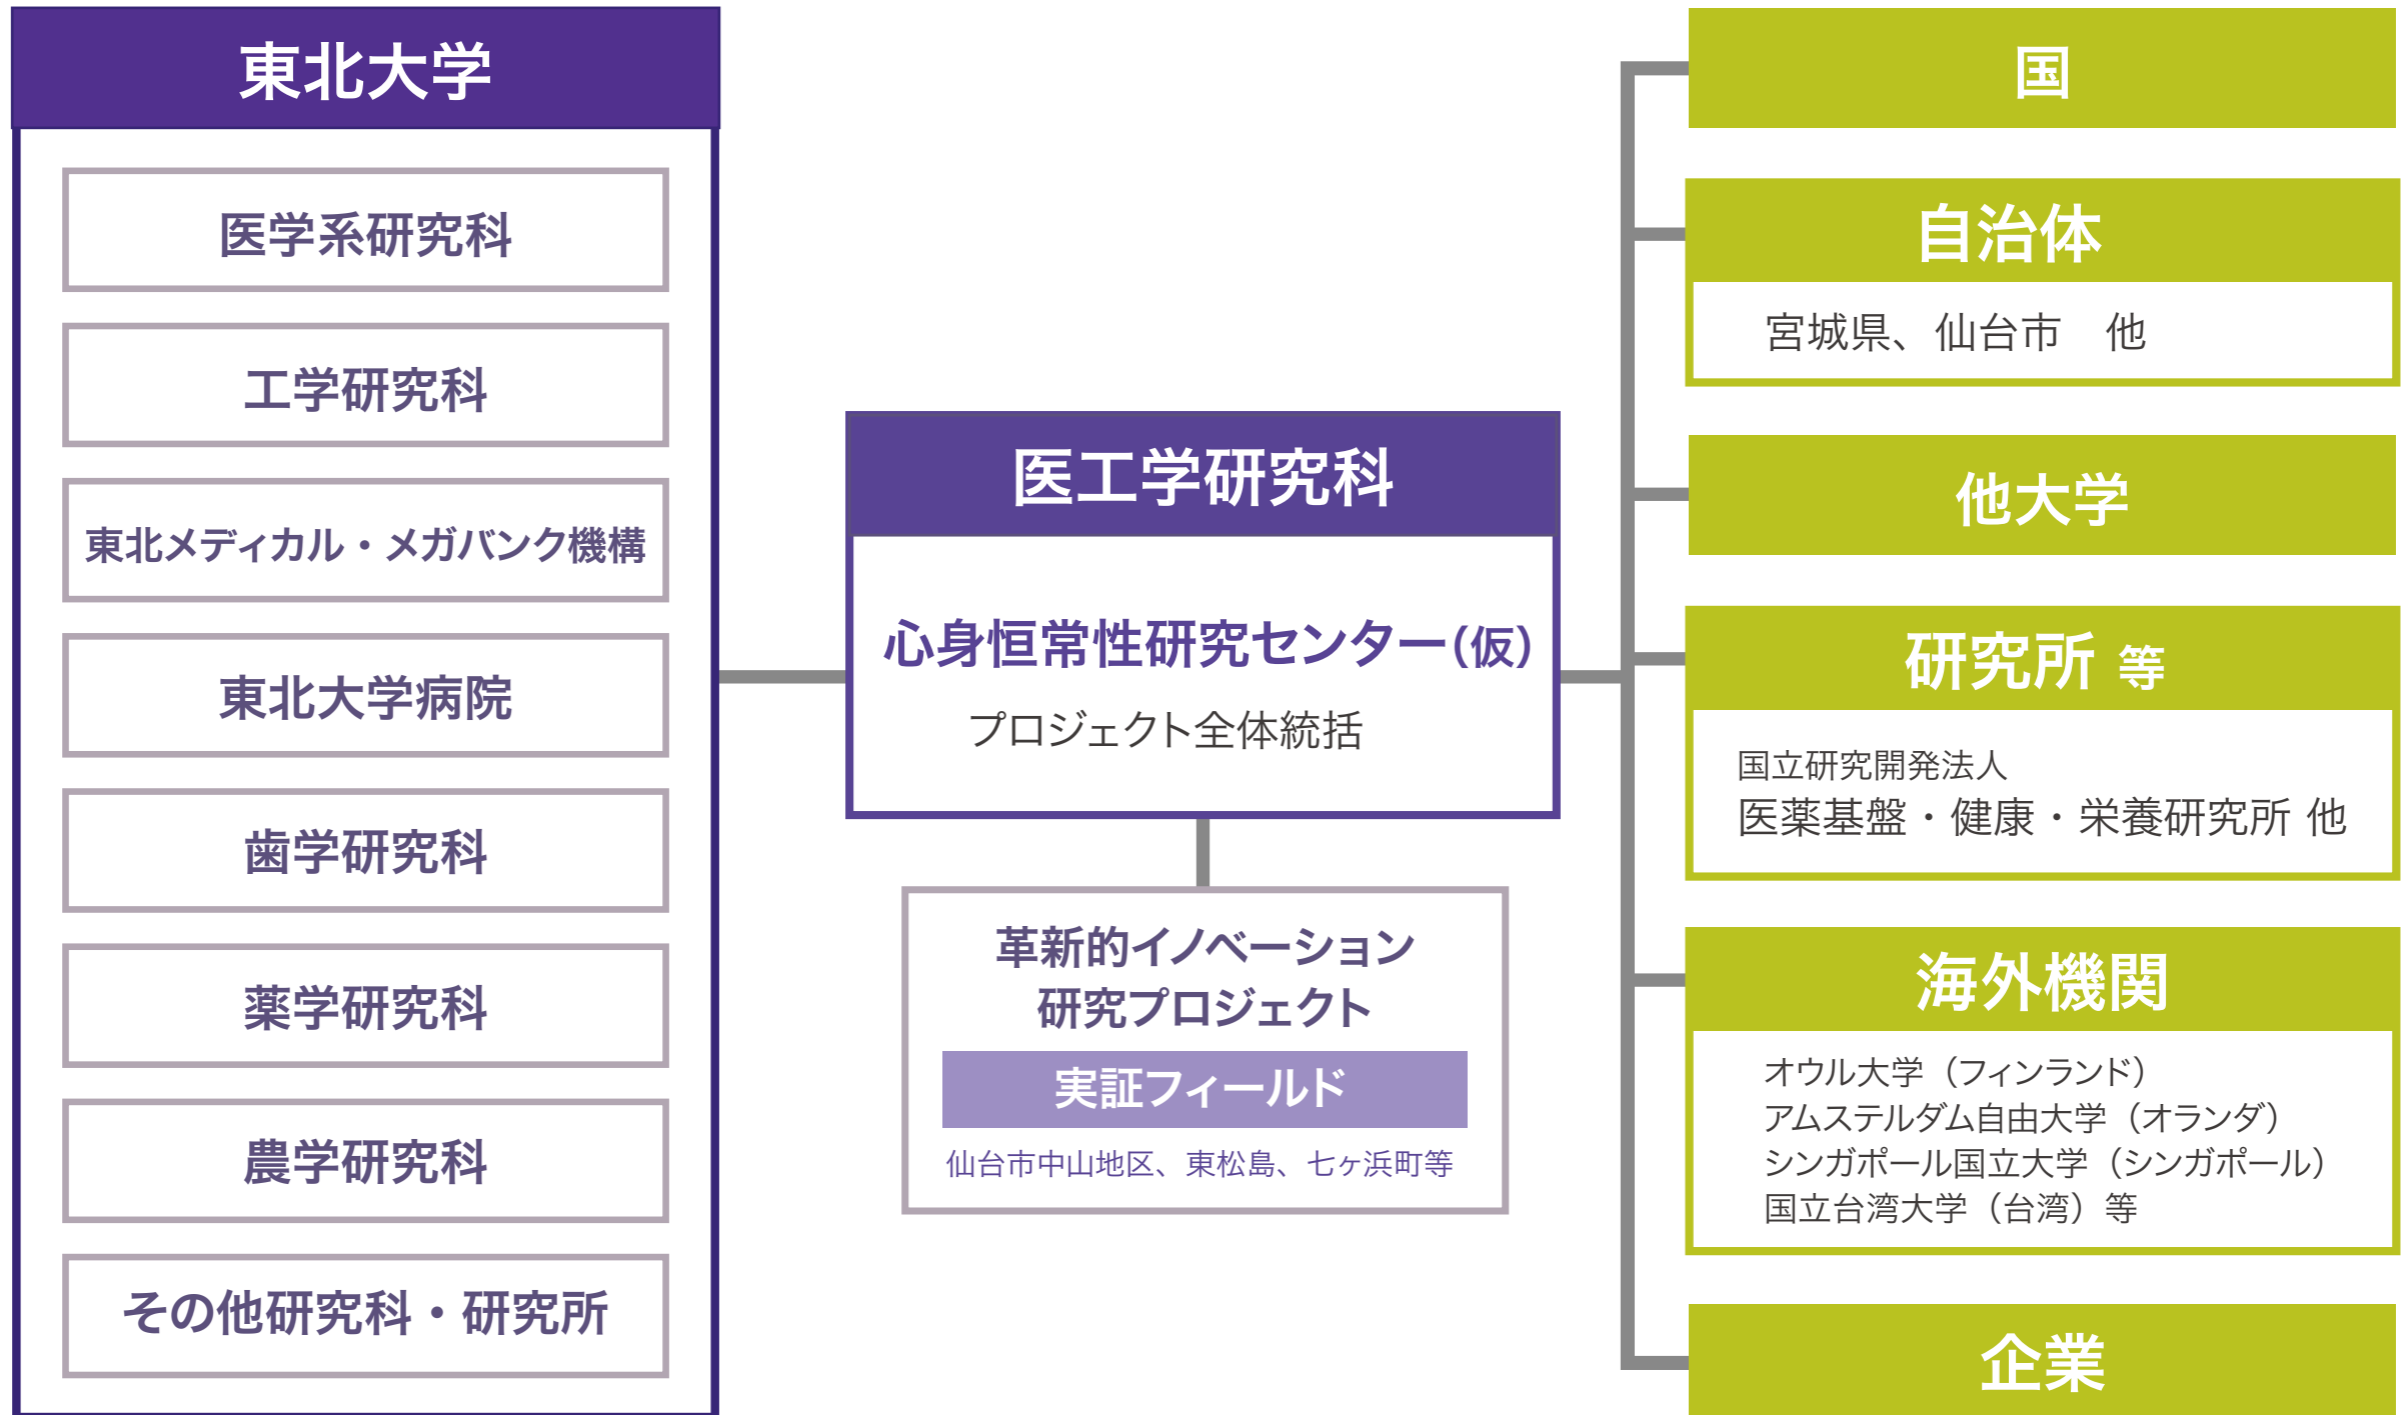 東北大学
医学系研究科
工学研究科
東北メディカル・メガバンク機構
東北大学病院
歯学研究科
薬学研究科
農学研究科
その他研究科・研究所
医工学研究科
心身恒常性研究センター(仮)
プロジェクト全体統括
革新的イノベーション
研究プロジェクト
実証フィールド
仙台市中山地区、東松島、七ヶ浜町等
国
自治体
宮城県、仙台市　他
他大学
研究所 等
国立研究開発法人
医薬基盤・健康・栄養研究所 他
海外機関
オウル大学（フィンランド）
アムステルダム自由大学（オランダ）
シンガポール国立大学（シンガポール）
国立台湾大学（台湾）等
企業